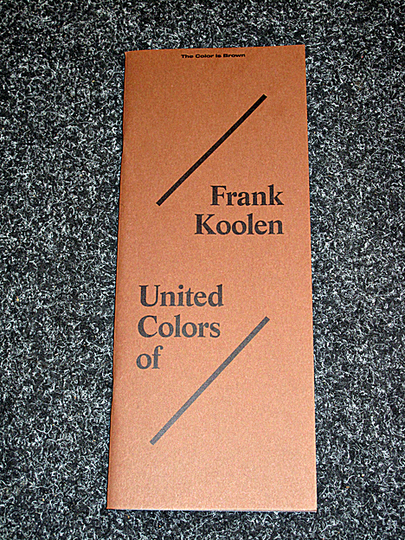 The Color is Brown
Frank
Koolen
United
Colors
of